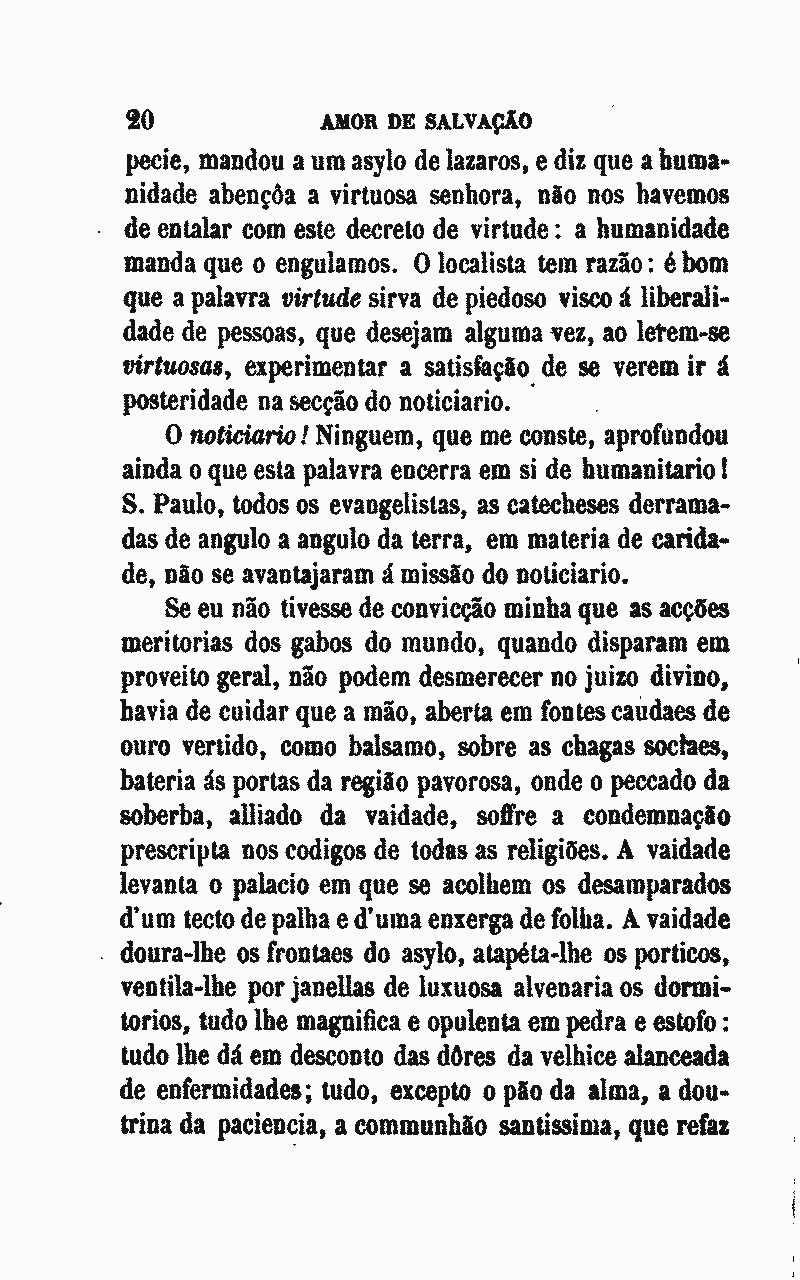 20 AMOR DE SALVAÇÃO
pecie, mandou a um asylo de lazaros, e diz que a huma-
nidade abençôa a virtuosa senhora, não nos havemos
de entalar com este decreto de virtude: a humanidade
manda que o engulamos. O localista tem razão: é bom
que a palavra virtude sirva de piedoso visco á liberali-
dade de pessoas, que desejam alguma vez, ao lerem-se
virtuosas, experimentar a satisfação de se verem ir á
posteridade na secção do noticiario.
O noticiario! Ninguem, que me conste, aprofundou
ainda o que esta palavra encerra em si de humanitario!
S. Paulo, todos os evangelistas, as catecheses derrama-
das de angulo a angulo da terra, em materia de carida-
de, não se avantajaram á missão do noticiario.
Se eu não tivesse de convicção minha que as acções
meritorias dos gabos do mundo, quando disparam em
proveito geral, não podem desmerecer no juizo divino,
havia de cuidar que a mão, aberta em fontes caudaes de
ouro vertido, como balsamo, sobre as chagas sociaes,
bateria ás portas da região pavorosa, onde o peccado da
soberba, alliado da vaidade, soffre a condemnação
prescripta nos codigos de todas as religiões. A vaidade
levanta o palacio em que se acolhem os desamparados
d'um tecto de palha e d'uma enxerga de folha. A vaidade
doura-lhe os frontaes do asylo, atapéta-lhe os porticos,
ventila-lhe por janellas de luxuosa alvenaria os dormi-
torios, tudo lhe magnifica e opulenta em pedra e estofo:
tudo lhe dá em desconto das dôres da velhice alanceada
de enfermidades; tudo, excepto o pão da alma, a dou-
trina da paciencia, a communhão santissima, que refaz